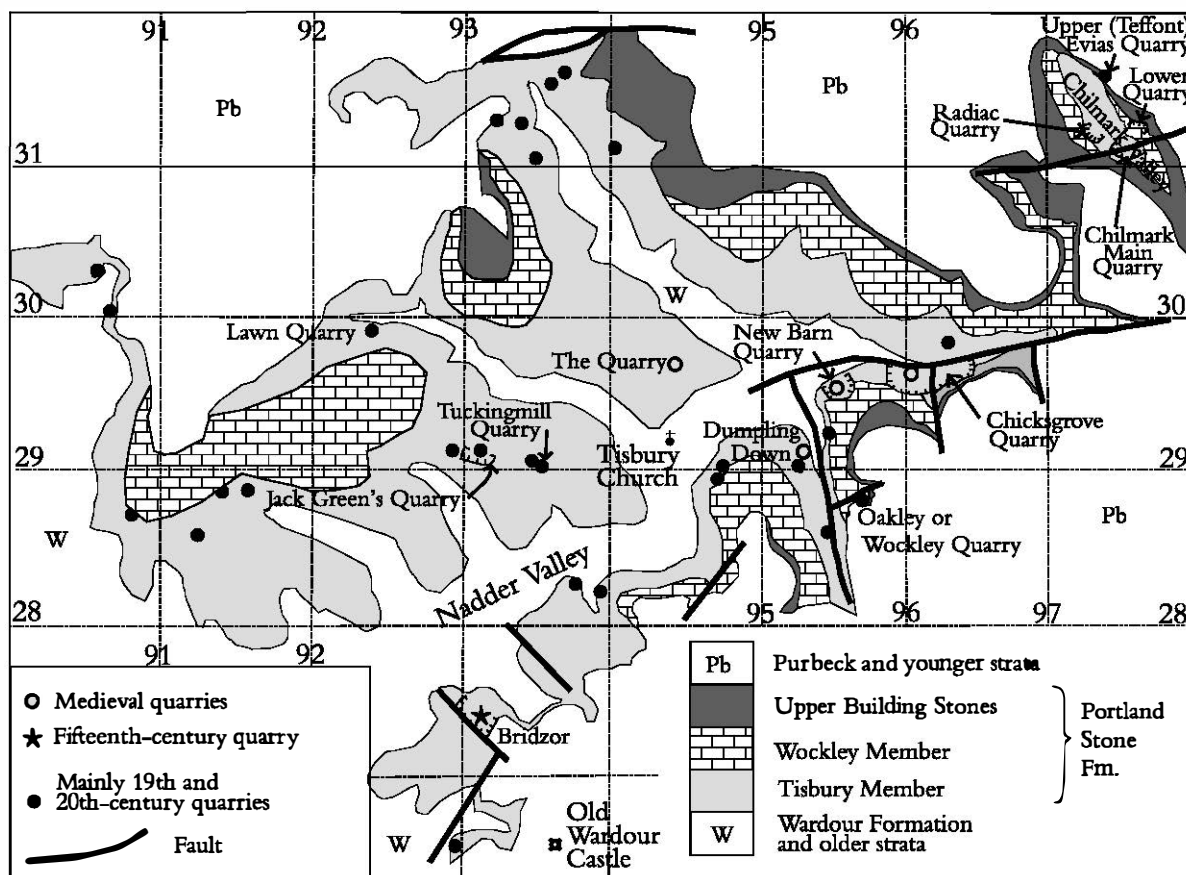 91
92
93
95
96
Upper (Teffont)
Evias Quarry
Lower
Quarry
Pb
Pb
Chilmark Valley
Radiac
Quarry
31
31
Chilmark
Main
Quarry
W
30
30
Lawn Quarry
New Barn
Quarry
The Quarry
Tuckingmill
Quarry
Chicksgrove
Quarry
Tisbury
Church
Dumpling
Down
29
29
Jack Green's Quarry
Oakley or
Wockley Quarry
Pb
W
Nadder Valley
28
28
91
92
95
96
97
Medieval quarries
Fifteenth-century quarry
Mainly 19th and
20th-century quarries
Fault
Bridzor
W
Old
Wardour
Castle
Pb
Purbeck and younger strata
Upper Building Stones
Wockley Member
Tisbury Member
Portland
Stone
Fm.
W
Wardour Formation
and older strata